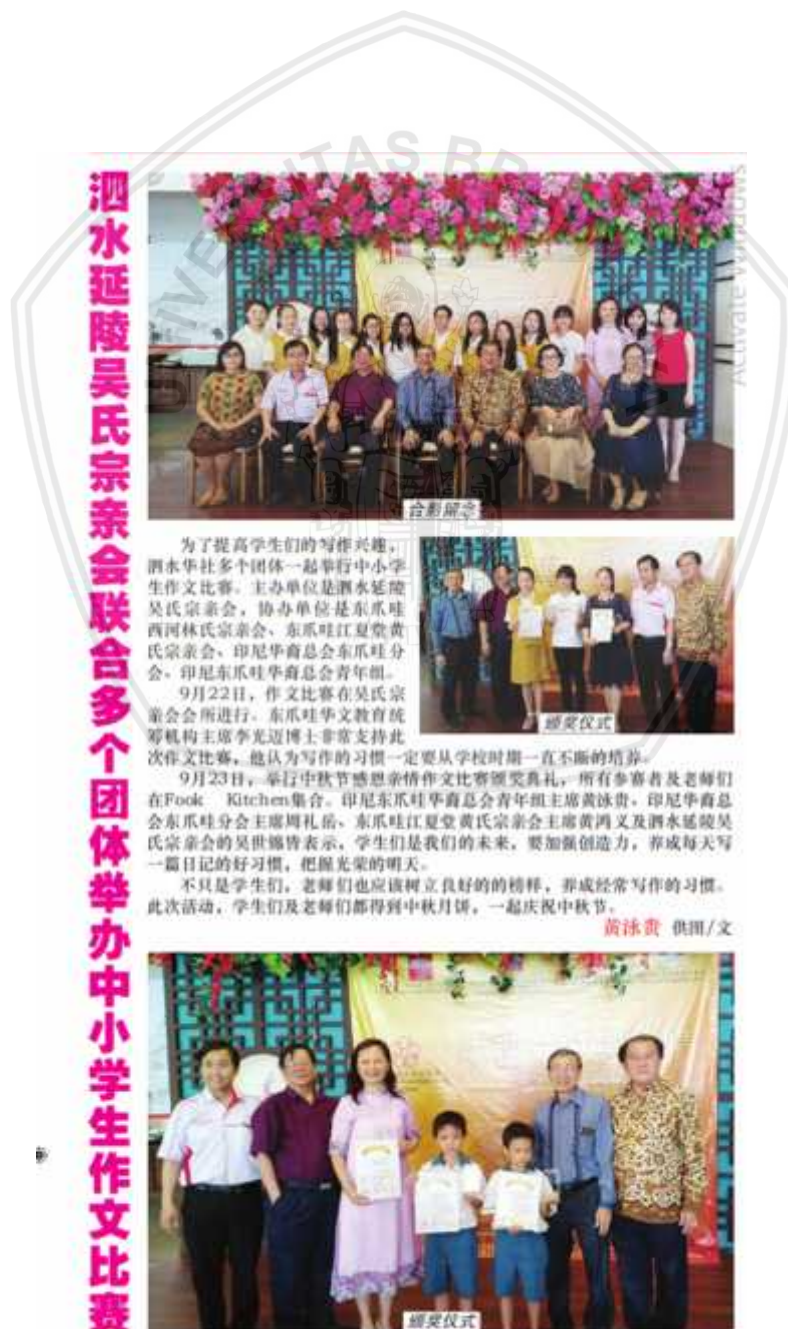 泗水延陵吴氏宗亲会联合多个团体举办中小学生作文比赛
合影留念
为了提高学生们的写作兴趣,
泗水华社多个团体一起举行中小学
生作文比赛。主办单位是泗水延陵
吴氏宗亲会,协办单位是东爪哇
西河林氏宗亲会、东爪哇江夏堂黄
氏宗亲会、印尼华裔总会东爪哇分
会、印尼东爪哇华裔总会青年组。
9月22日,作文比赛在吴氏宗
亲会会所进行。东爪哇华文教育统
筹机构主席李光迈博士非常支持此
次作文比赛,他认为写作的习惯一定要从学校时期一直不断的培养。
颁奖仪式
9月23日,举行中秋节感恩亲情作文比赛颁奖典礼,所有参赛者及老师们
在Fook Kitchen集合。印尼东爪哇华裔总会青年组主席黄泳贵、印尼华裔总
会东爪哇分会主席周礼岳、东爪哇江夏堂黄氏宗亲会主席黄鸿义及泗水延陵吴
氏宗亲会的吴世锡皆表示,学生们是我们的未来,要加强创造力,养成每天写
一篇日记的好习惯,把握光荣的明天。
不只是学生们,老师们也应该树立良好的的榜样,养成经常写作的习惯。
此次活动,学生们及老师们都得到中秋月饼,一起庆祝中秋节。
黄泳贵 供图/文
颁奖仪式
Activate Windows